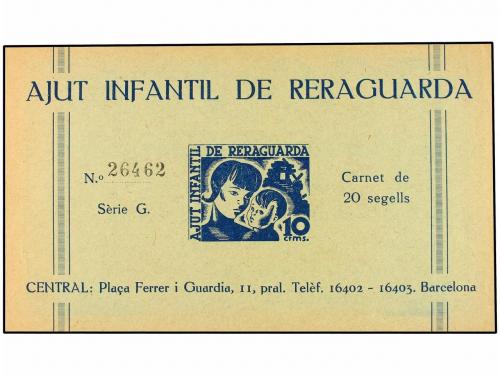 AJUT INFANTIL DE RERAGUARDA
N.º 26462
Sèrie G.
AJUT INFANTIL
DE RERAGUARDA
10
crms.
Carnet de
20 segells
CENTRAL: Plaça Ferrer i Guardia, 11, pral. Telèf. 16402 - 16403. Barcelona